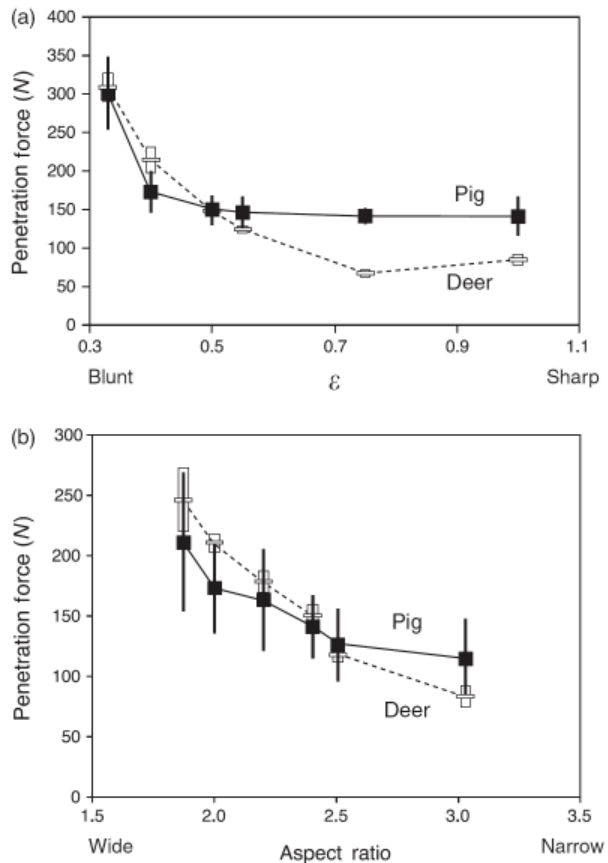 (a)
400
350
300
250
200
150
100
50
0
Penetration force (N)
Pig
Deer
0.3 0.5 0.7 0.9 1.1
Blunt ε Sharp
(b)
300
250
200
150
100
50
0
Penetration force (N)
Pig
Deer
1.5 2.0 2.5 3.0 3.5
Wide Aspect ratio Narrow